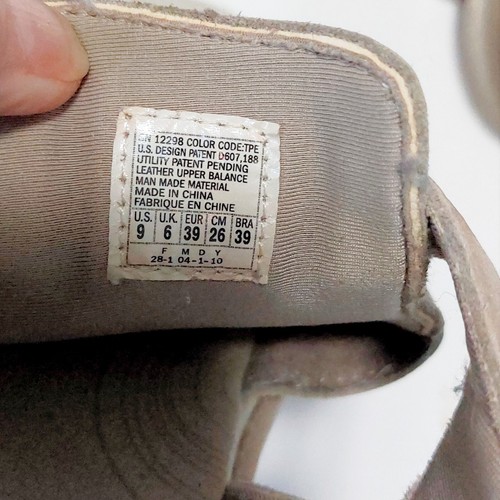 EN 12298 COLOR CODE:TPE
U.S. DESIGN PATENT D607,188
UTILITY PATENT PENDING
LEATHER UPPER BALANCE
MAN MADE MATERIAL
MADE IN CHINA
FABRIQUE EN CHINE
U.S. U.K. EUR CM BRA
9 6 39 26 39
F M D Y
28-1 04-1-10